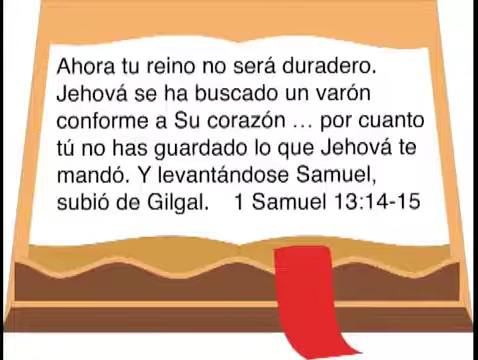 Ahora tu reino no será duradero.
Jehová se ha buscado un varón
conforme a Su corazón … por cuanto
tú no has guardado lo que Jehová te
mandó. Y levantándose Samuel,
subió de Gilgal.    1 Samuel 13:14-15